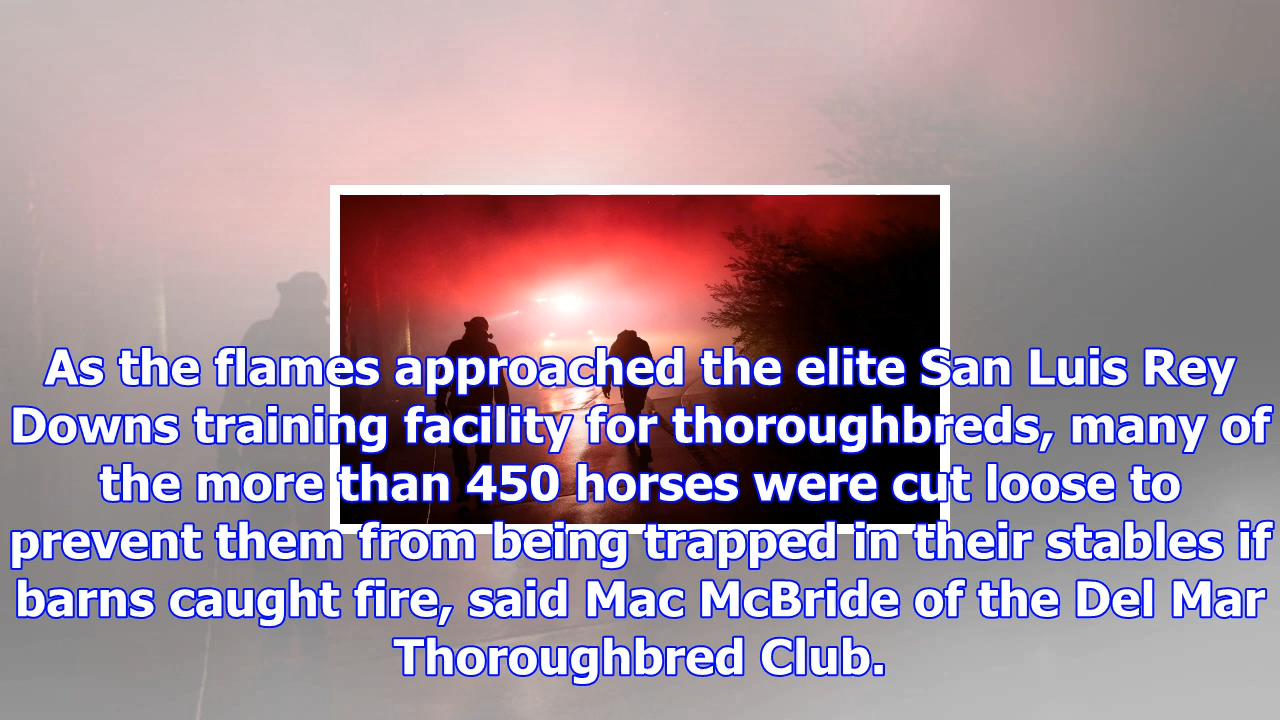 As the flames approached the elite San Luis Rey
Downs training facility for thoroughbreds, many of
the more than 450 horses were cut loose to
prevent them from being trapped in their stables if
barns caught fire, said Mac McBride of the Del Mar
Thoroughbred Club.